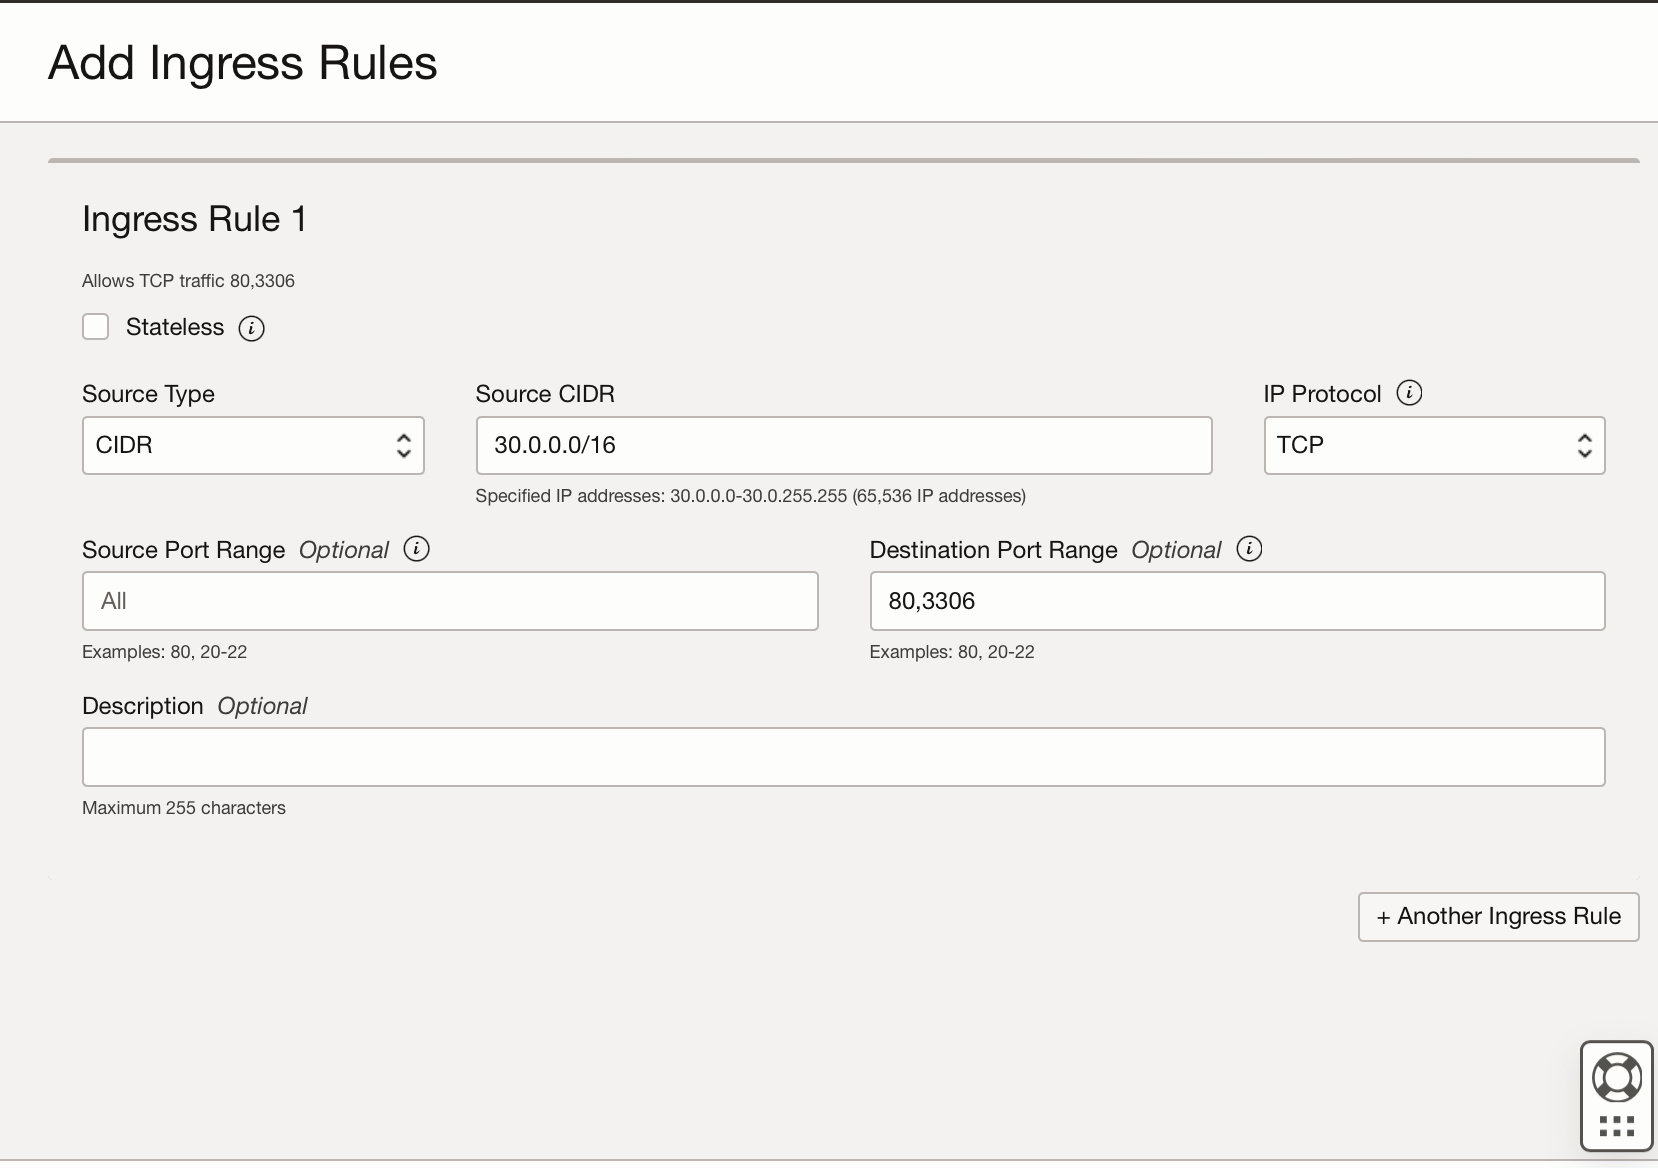 Add Ingress Rules
Ingress Rule 1
Allows TCP traffic 80,3306
Stateless
Source Type
Source CIDR
IP Protocol
CIDR
30.0.0.0/16
TCP
Specified IP addresses: 30.0.0.0-30.0.255.255 (65,536 IP addresses)
Source Port Range Optional
Destination Port Range Optional
All
80,3306
Examples: 80, 20-22
Examples: 80, 20-22
Description Optional
Maximum 255 characters
+ Another Ingress Rule